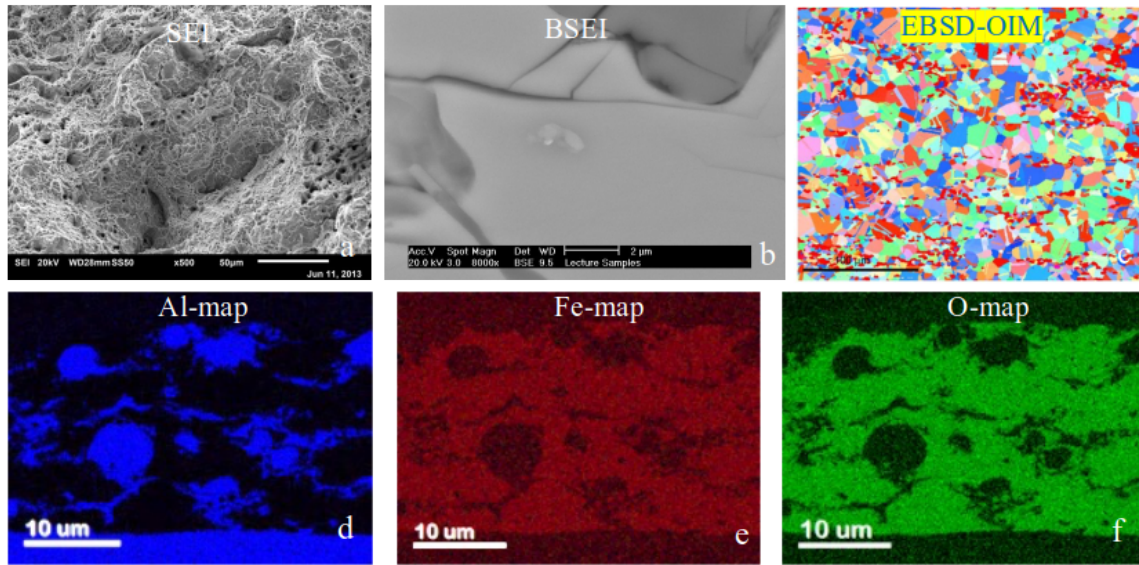 SEI
a
SEI 20kV WD28mm SS50 x500 50µm
Jun 11, 2013
BSEI
Acc.V Spot Magn Det WD 2 µm
20.0 kV 3.0 8000x BSE 9.5 Lecture Samples
b
EBSD-OIM
c
Al-map
10 um
d
Fe-map
10 um
e
O-map
10 um
f